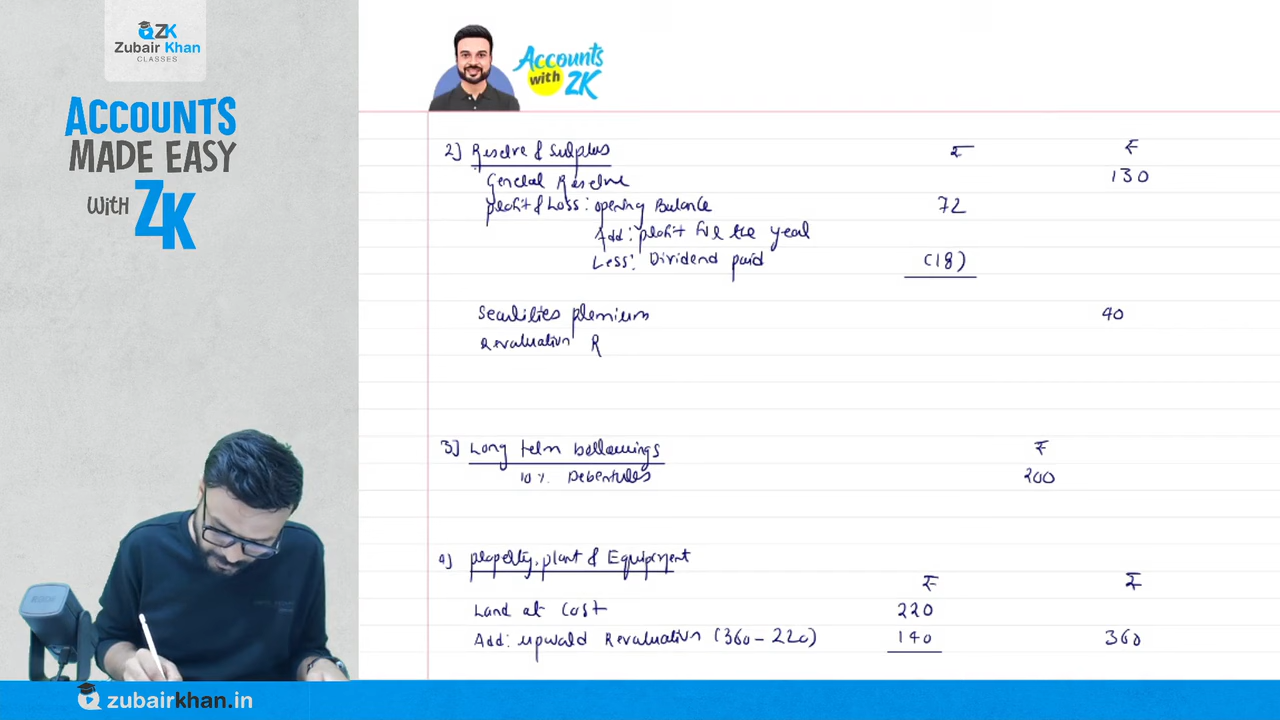 ZK
Zubair Khan
CLASSES
ACCOUNTS
MADE EASY
WITH ZK
Accounts
with
ZK
2] Reserve & Surplus ₹ ₹
General Reserve 130
Profit & Loss: opening Balance 72
Add: profit for the year
Less: Dividend paid (18)
Securities premium 40
Revaluation R
3] Long term borrowings ₹
10% Debentures 200
4) property, plant & Equipment
₹ ₹
Land at Cost 220
Add: upward Revaluation (360-220) 140 360
zubairkhan.in